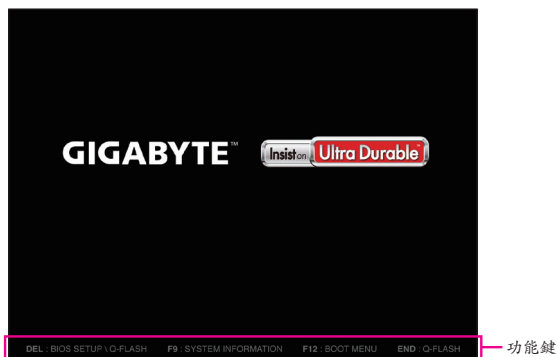 GIGABYTE™ Insist on Ultra Durable™
DEL : BIOS SETUP \ Q-FLASH F9 : SYSTEM INFORMATION F12 : BOOT MENU END : Q-FLASH
功能鍵